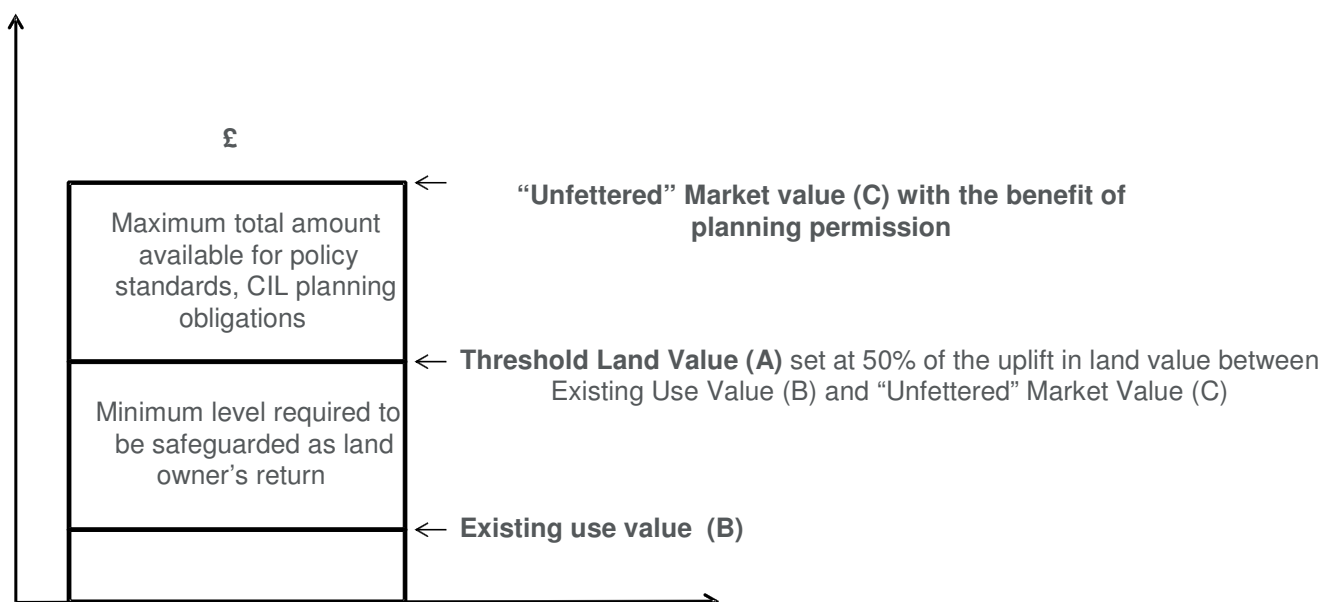 £
“Unfettered” Market value (C) with the benefit of
planning permission
Maximum total amount
available for policy
standards, CIL planning
obligations
Threshold Land Value (A) set at 50% of the uplift in land value between
Existing Use Value (B) and “Unfettered” Market Value (C)
Minimum level required to
be safeguarded as land
owner’s return
Existing use value (B)